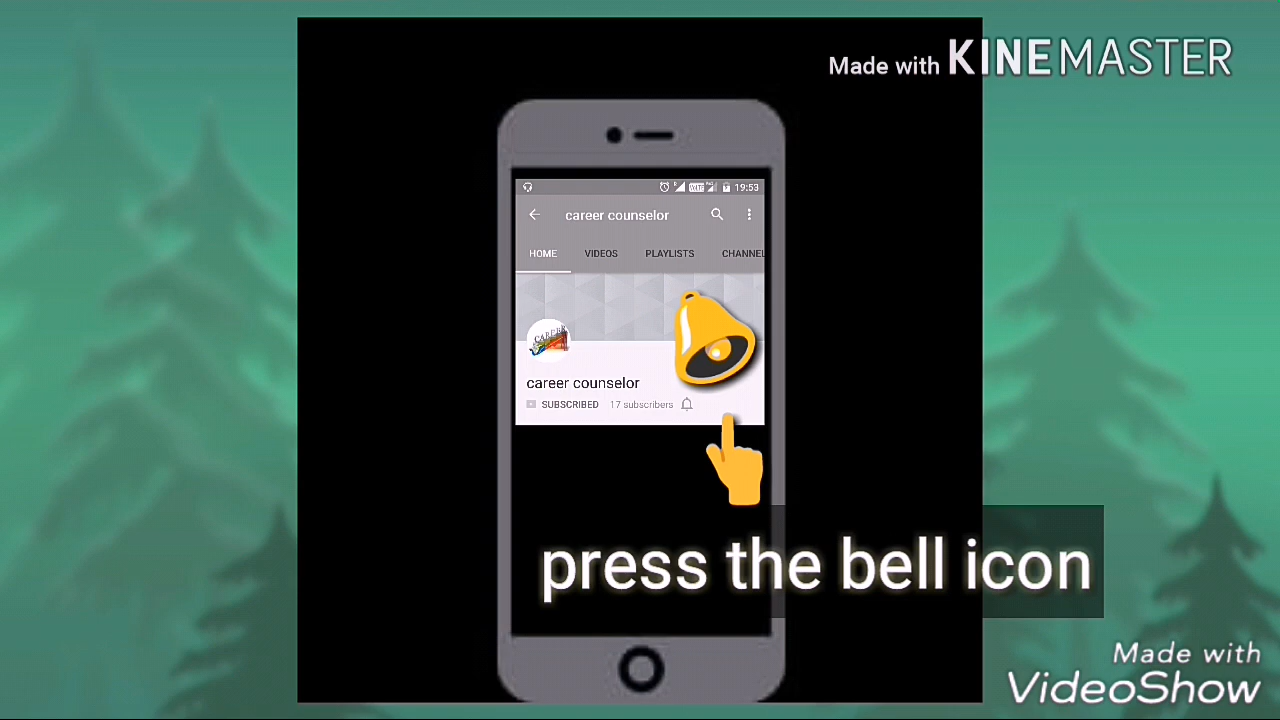 Made with KINEMASTER
19:53
career counselor
HOME VIDEOS PLAYLISTS CHANNEL
CAREER
career counselor
SUBSCRIBED 17 subscribers
press the bell icon
Made with
VideoShow